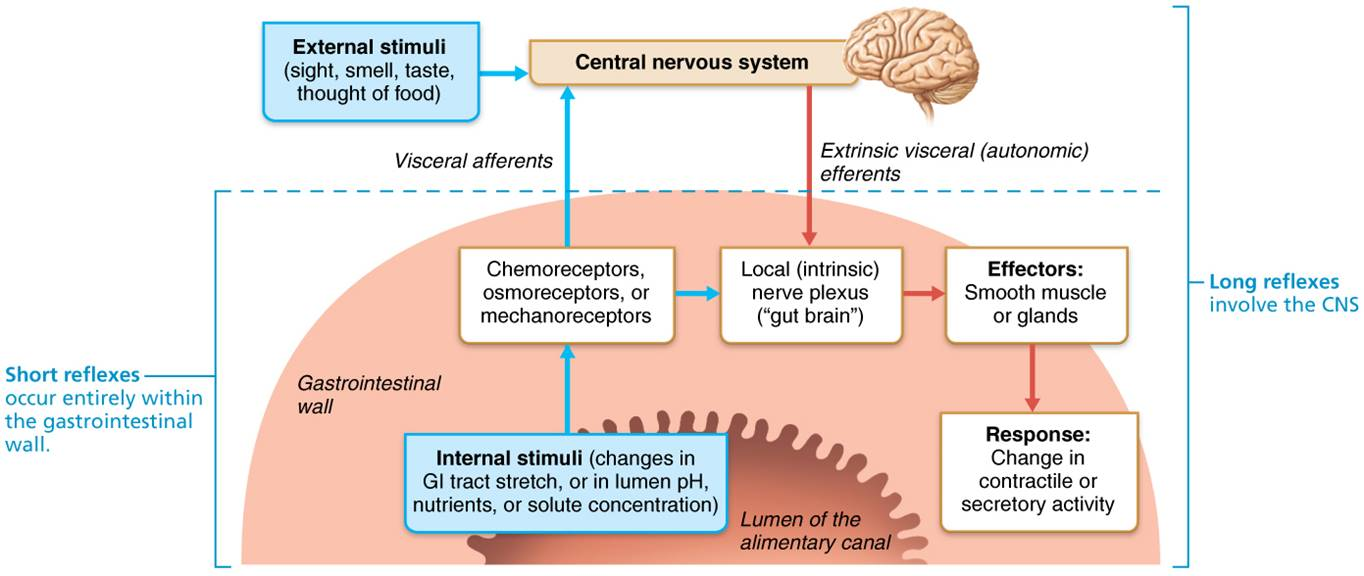 External stimuli
(sight, smell, taste,
thought of food)
Central nervous system
Visceral afferents
Extrinsic visceral (autonomic)
efferents
Chemoreceptors,
osmoreceptors, or
mechanoreceptors
Local (intrinsic)
nerve plexus
(“gut brain”)
Effectors:
Smooth muscle
or glands
Long reflexes
involve the CNS
Short reflexes
occur entirely within
the gastrointestinal
wall.
Gastrointestinal
wall
Internal stimuli (changes in
GI tract stretch, or in lumen pH,
nutrients, or solute concentration)
Lumen of the
alimentary canal
Response:
Change in
contractile or
secretory activity